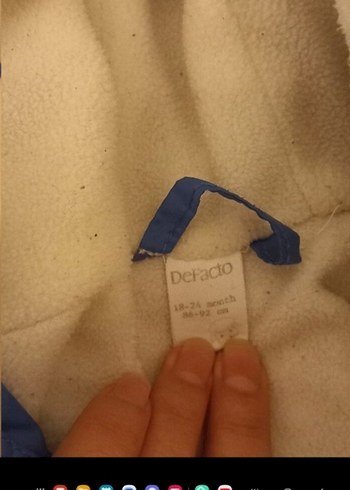 DeFacto
18-24 month
86-92 cm